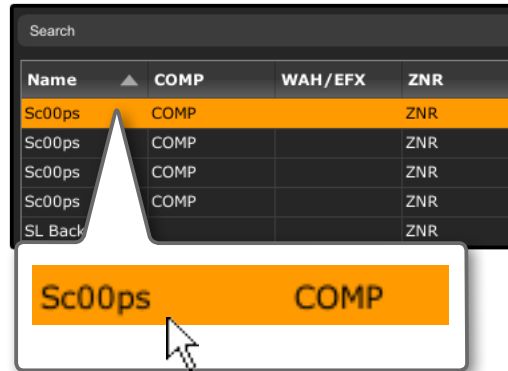 Search
Name COMP WAH/EFX ZNR
Sc00ps COMP ZNR
Sc00ps COMP ZNR
Sc00ps COMP ZNR
Sc00ps COMP ZNR
SL Back ZNR
Sc00ps COMP